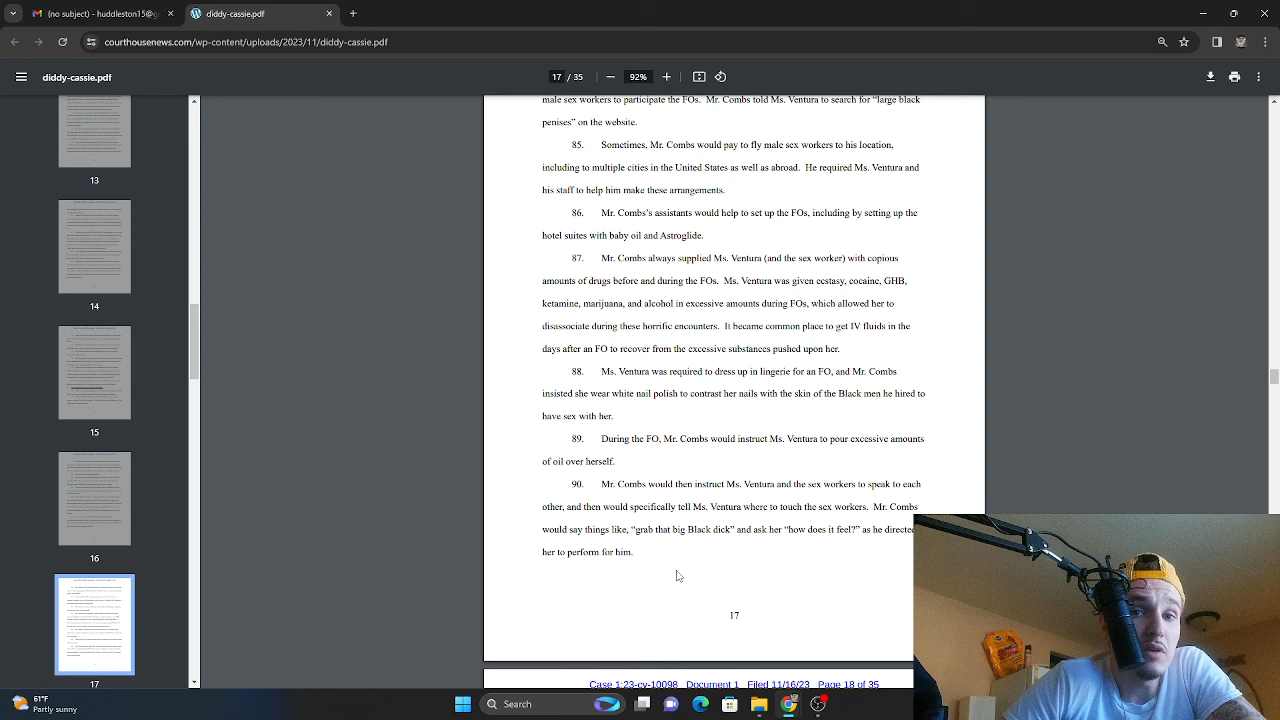 (no subject) - huddleston15@g
diddy-cassie.pdf
courthousenews.com/wp-content/uploads/2023/11/diddy-cassie.pdf
diddy-cassie.pdf
17 / 35
92%
male sex workers to participate the FOs. Mr. Combs told Ms. Ventura to search for “large black
penises” on the website.
85. Sometimes, Mr. Combs would pay to fly male sex workers to his location,
including to multiple cities in the United States as well as abroad. He required Ms. Ventura and
his staff to help him make these arrangements.
86. Mr. Combs’s assistants would help to set up the FOs, including by setting up the
hotel suites with baby oil and Astroglide.
87. Mr. Combs always supplied Ms. Ventura (and the sex worker) with copious
amounts of drugs before and during the FOs. Ms. Ventura was given ecstasy, cocaine, GHB,
ketamine, marijuana, and alcohol in excessive amounts during FOs, which allowed her to
disassociate during these horrific encounters. It became common also to get IV fluids in the
days after an FO to recover from the excessive substances pushed upon her.
88. Ms. Ventura was required to dress up in lingerie for an FO, and Mr. Combs
insisted she wear white nail polish to contrast her nails with the skin of the Black men he hired to
have sex with her.
89. During the FO, Mr. Combs would instruct Ms. Ventura to pour excessive amounts
of oil over herself.
90. Mr. Combs would then instruct Ms. Ventura and the sex workers to speak to each
other, and then would specifically tell Ms. Ventura where to touch the sex workers. Mr. Combs
would say things like, “grab that big Black dick” and ask her “how does it feel?” as he directed
her to perform for him.
17
Case 1:23-cv-10098 Document 1 Filed 11/16/23 Page 18 of 35
13
14
15
16
17
51°F
Partly sunny
Search